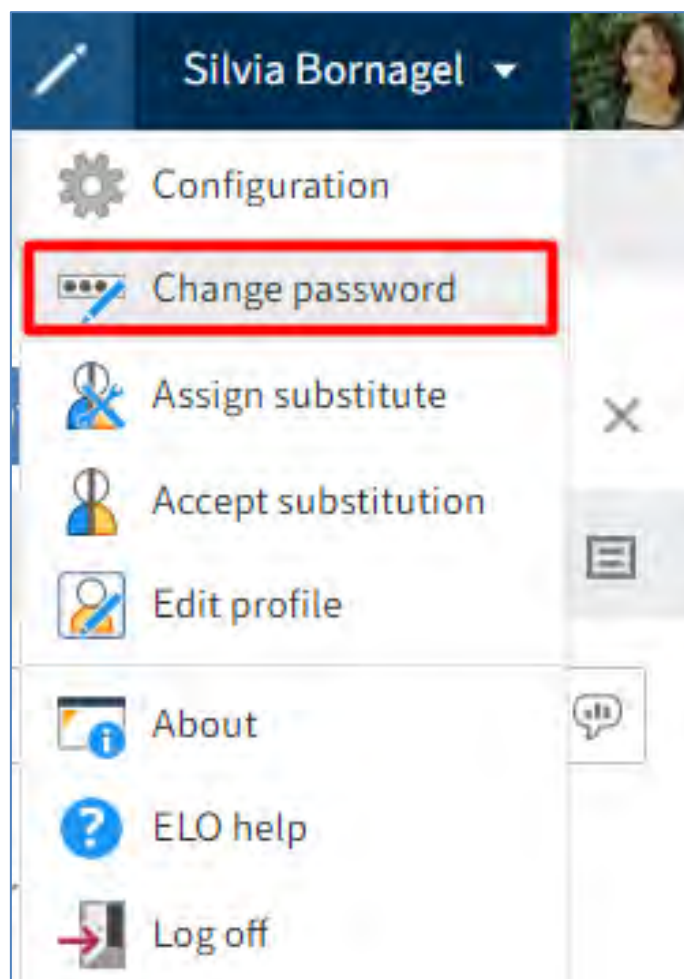 Silvia Bornagel
Configuration
Change password
Assign substitute
Accept substitution
Edit profile
About
ELO help
Log off